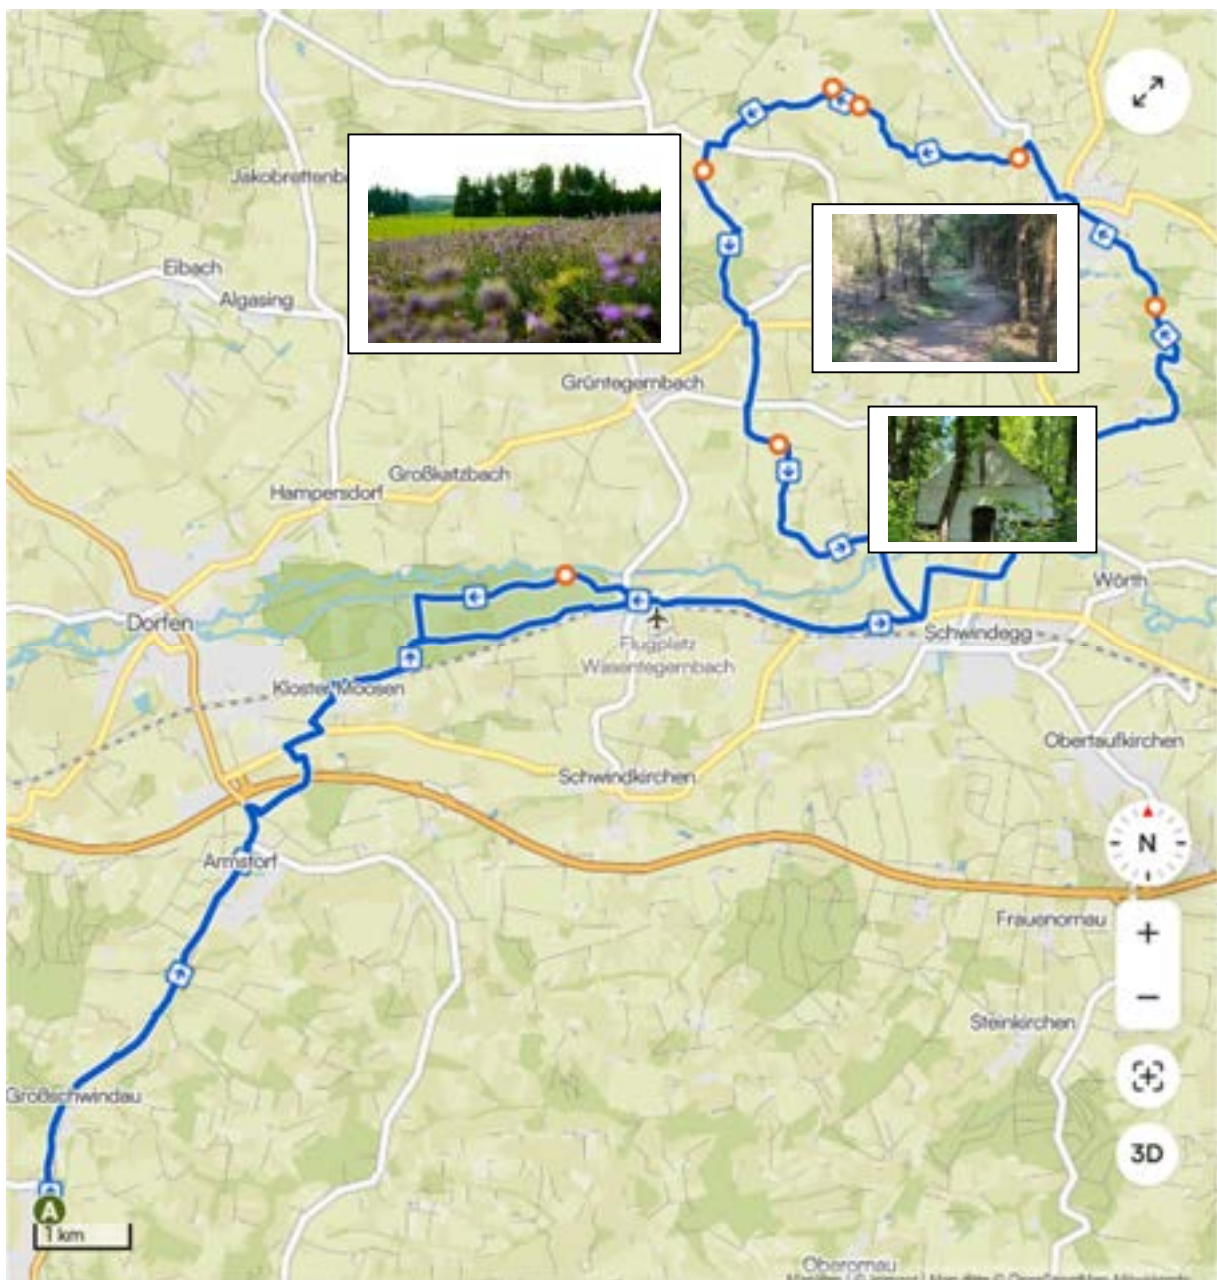 Jakobrettenb
Eibach
Algasing
Grüntegernbach
Großkatzbach
Hampersdorf
Wörth
Dorfen
Schwindegg
Flugplatz
Wasentegernbach
Kloster Moosen
Obertaufkirchen
Schwindkirchen
Armstorf
N
Frauenornau
+
−
Steinkirchen
Großschwindau
3D
A
1 km
Oberornau